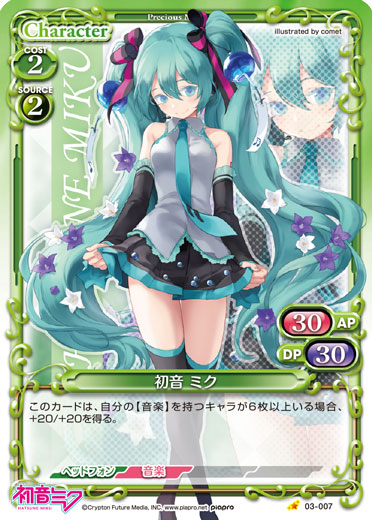 Precious M
Character
illustrated by comet
COST
2
SOURCE
2
NE MIKU
30 AP
DP 30
初音 ミク
このカードは、自分の【音楽】を持つキャラが6枚以上いる場合、
+20/+20を得る。
ヘッドフォン 音楽
初音ミク
HATSUNE MIKU
©Crypton Future Media, INC. www.piapro.net piapro
03-007